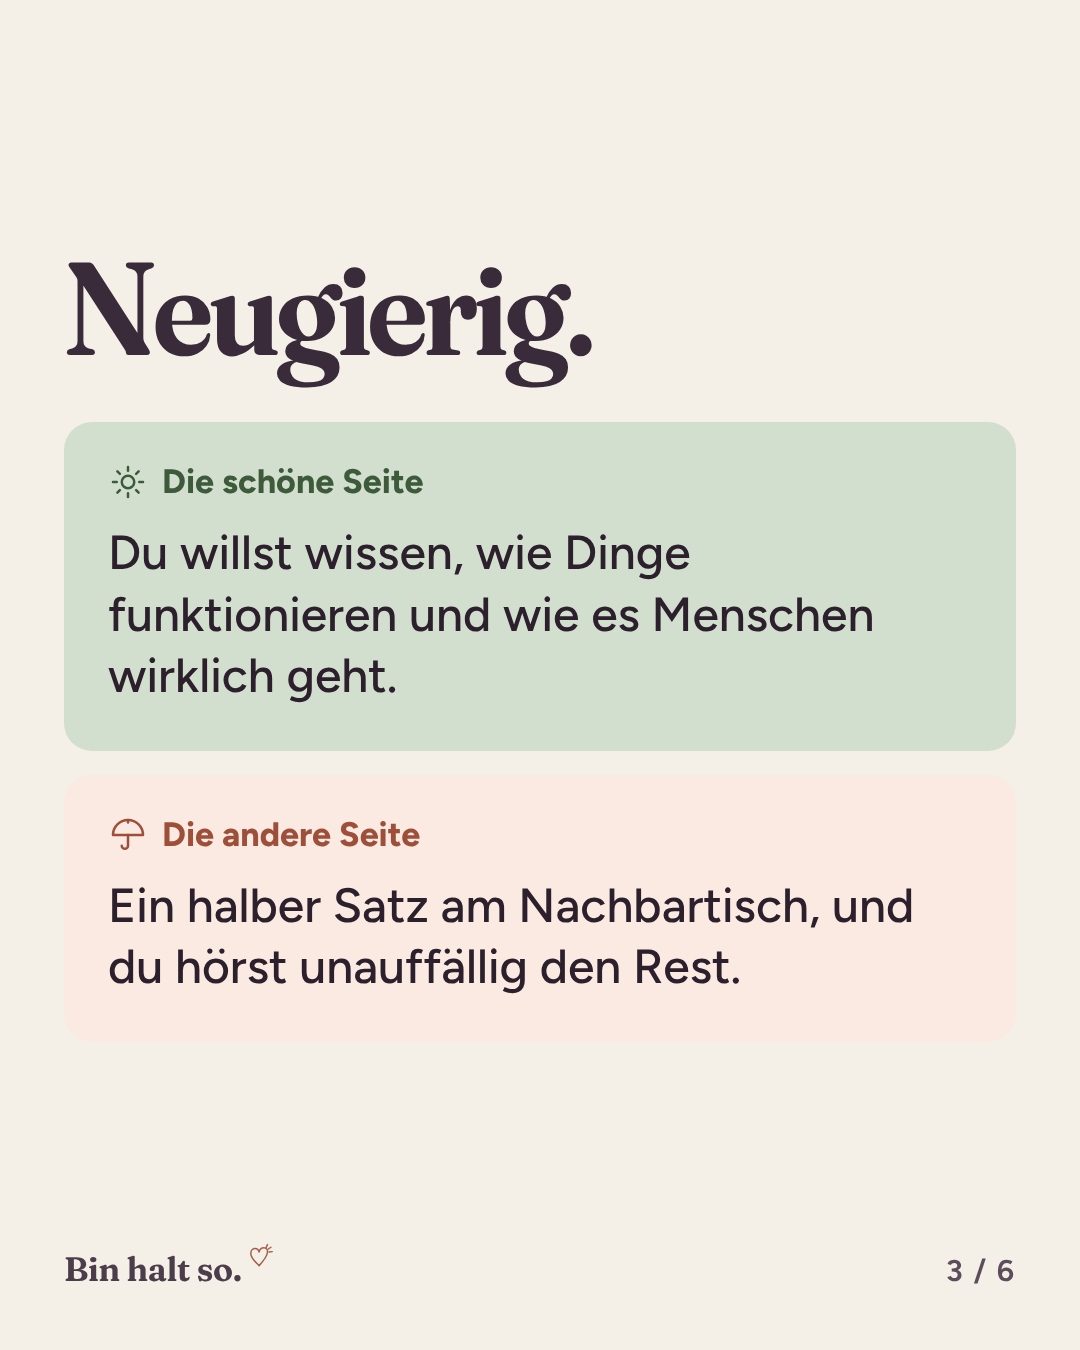 Neugierig.
Die schöne Seite
Du willst wissen, wie Dinge
funktionieren und wie es Menschen
wirklich geht.
Die andere Seite
Ein halber Satz am Nachbartisch, und
du hörst unauffällig den Rest.
Bin halt so.
3 / 6